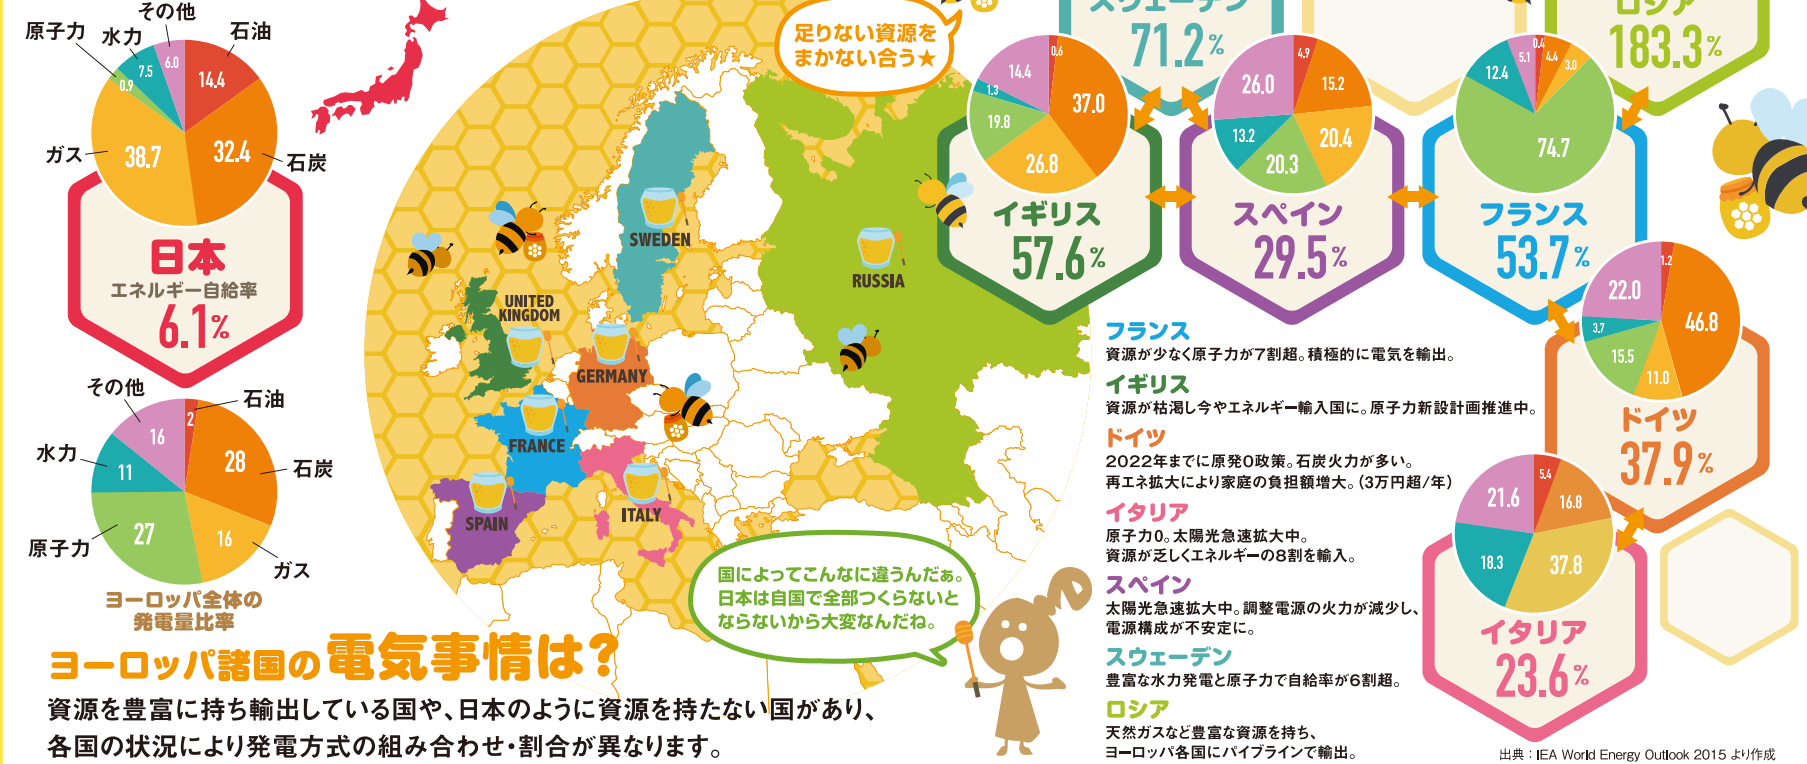 その他
原子力
水力
石油
6.0
7.5
14.4
0.9
ガス
38.7
32.4
石炭
日本
エネルギー自給率
6.1%
その他
石油
水力
2
16
28
石炭
11
原子力
27
16
ガス
ヨーロッパ全体の
発電量比率
ヨーロッパ諸国の電気事情は?
資源を豊富に持ち輸出している国や、日本のように資源を持たない国があり、
各国の状況により発電方式の組み合わせ・割合が異なります。
足りない資源を
まかない合う★
SWEDEN
RUSSIA
UNITED
KINGDOM
GERMANY
FRANCE
SPAIN
ITALY
国によってこんなに違うんだぁ。
日本は自国で全部つくらないと
ならないから大変なんだね。
スウェーデン
71.2%
ロシア
183.3%
0.6
14.4
1.3
37.0
19.8
26.8
イギリス
57.6%
4.9
26.0
15.2
13.2
20.4
20.3
スペイン
29.5%
0.4
5.1
4.4
3.0
12.4
74.7
フランス
53.7%
1.2
22.0
3.7
46.8
15.5
11.0
ドイツ
37.9%
5.4
21.6
16.8
18.3
37.8
イタリア
23.6%
フランス
資源が少なく原子力が7割超。積極的に電気を輸出。
イギリス
資源が枯渇し今やエネルギー輸入国に。原子力新設計画推進中。
ドイツ
2022年までに原発0政策。石炭火力が多い。
再エネ拡大により家庭の負担額増大。(3万円超/年)
イタリア
原子力0。太陽光急速拡大中。
資源が乏しくエネルギーの8割を輸入。
スペイン
太陽光急速拡大中。調整電源の火力が減少し、
電源構成が不安定に。
スウェーデン
豊富な水力発電と原子力で自給率が6割超。
ロシア
天然ガスなど豊富な資源を持ち、
ヨーロッパ各国にパイプラインで輸出。
出典：IEA World Energy Outlook 2015 より作成